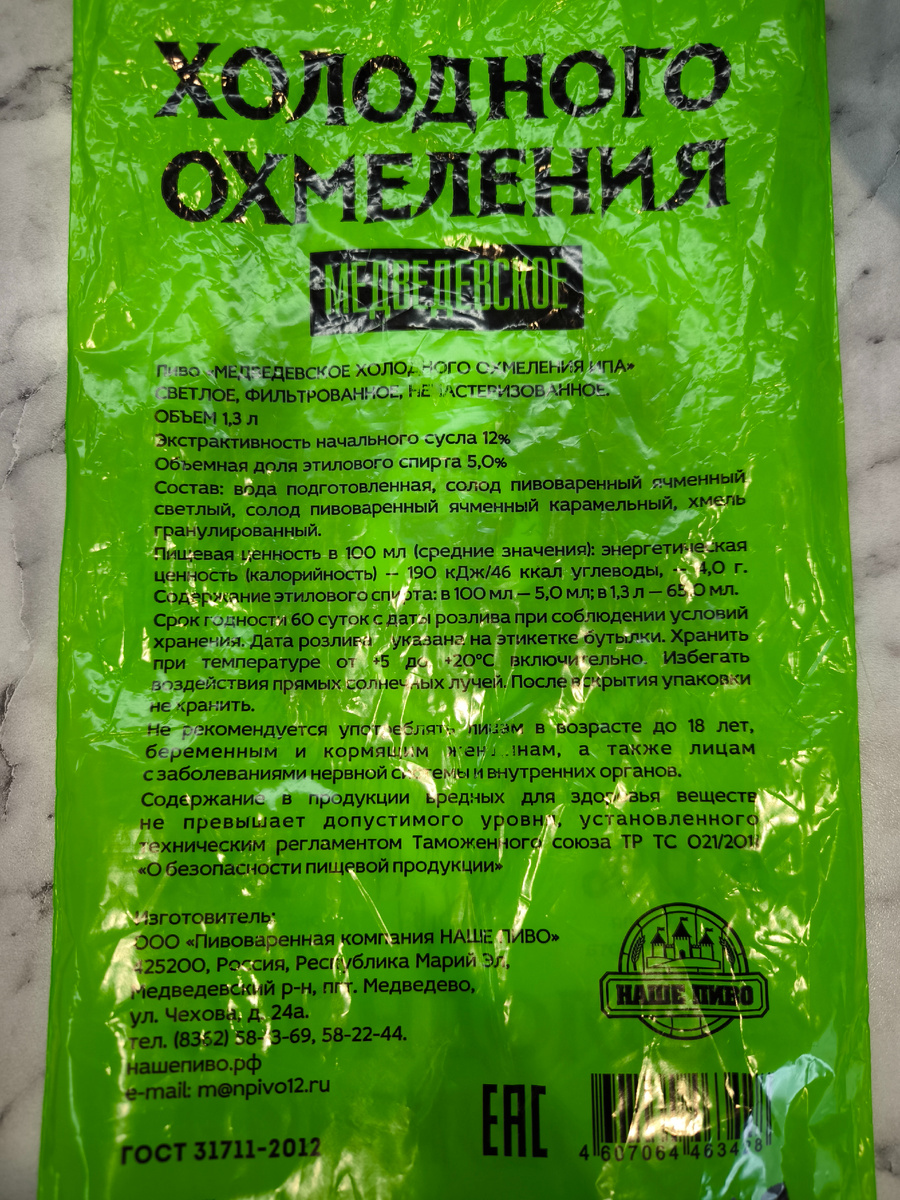 ХОЛОДНОГО
ОХМЕЛЕНИЯ
МЕДВЕДЕВСКОЕ
Пиво «МЕДВЕДЕВСКОЕ ХОЛОДНОГО ОХМЕЛЕНИЯ ИПА»
СВЕТЛОЕ, ФИЛЬТРОВАННОЕ, НЕПАСТЕРИЗОВАННОЕ.
ОБЪЕМ 1,3 л
Экстрактивность начального сусла 12%
Объемная доля этилового спирта 5,0%
Состав: вода подготовленная, солод пивоваренный ячменный
светлый, солод пивоваренный ячменный карамельный, хмель
гранулированный.
Пищевая ценность в 100 мл (средние значения): энергетическая
ценность (калорийность) — 190 кДж/46 ккал углеводы, — 4,0 г.
Содержание этилового спирта: в 100 мл — 5,0 мл; в 1,3 л — 65,0 мл.
Срок годности 60 суток с даты розлива при соблюдении условий
хранения. Дата розлива указана на этикетке бутылки. Хранить
при температуре от +5 до +20°C включительно. Избегать
воздействия прямых солнечных лучей. После вскрытия упаковки
не хранить.
Не рекомендуется употреблять лицам в возрасте до 18 лет,
беременным и кормящим женщинам, а также лицам
с заболеваниями нервной системы и внутренних органов.
Содержание в продукции вредных для здоровья веществ
не превышает допустимого уровня, установленного
техническим регламентом Таможенного союза ТР ТС 021/2011
«О безопасности пищевой продукции»
Изготовитель:
ООО «Пивоваренная компания НАШЕ ПИВО»
425200, Россия, Республика Марий Эл,
Медведевский р-н, пгт. Медведево,
ул. Чехова, д. 24а.
тел. (8362) 58-22-44.
нашепиво.рф
e-mail: m@npivo12.ru
НАШЕ ПИВО
ГОСТ 31711-2012
EAC
4 607064